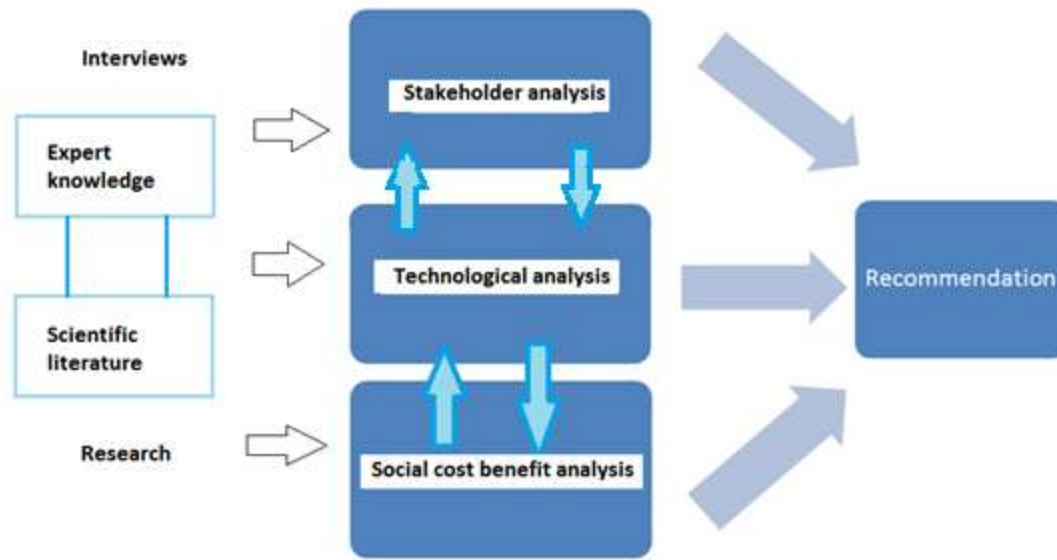 Interviews
Expert
knowledge
Scientific
literature
Research
Stakeholder analysis
Technological analysis
Social cost benefit analysis
Recommendation